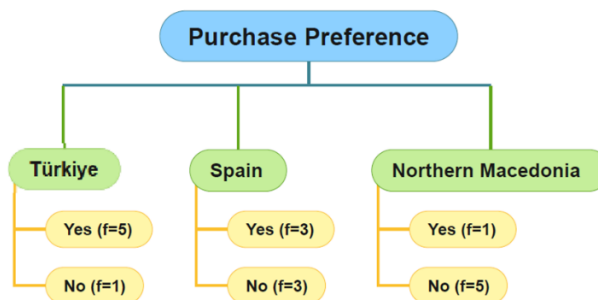 Purchase Preference
Türkiye
Spain
Northern Macedonia
Yes (f=5)
Yes (f=3)
Yes (f=1)
No (f=1)
No (f=3)
No (f=5)